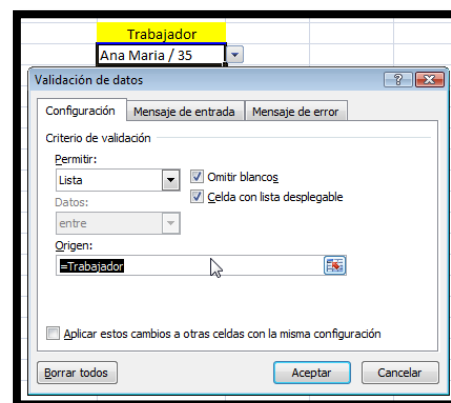 Trabajador
Ana Maria / 35
Validación de datos
Configuración Mensaje de entrada Mensaje de error
Criterio de validación
Permitir:
Lista Omitir blancos
Datos: Celda con lista desplegable
entre
Origen:
=Trabajador
Aplicar estos cambios a otras celdas con la misma configuración
Borrar todos Aceptar Cancelar